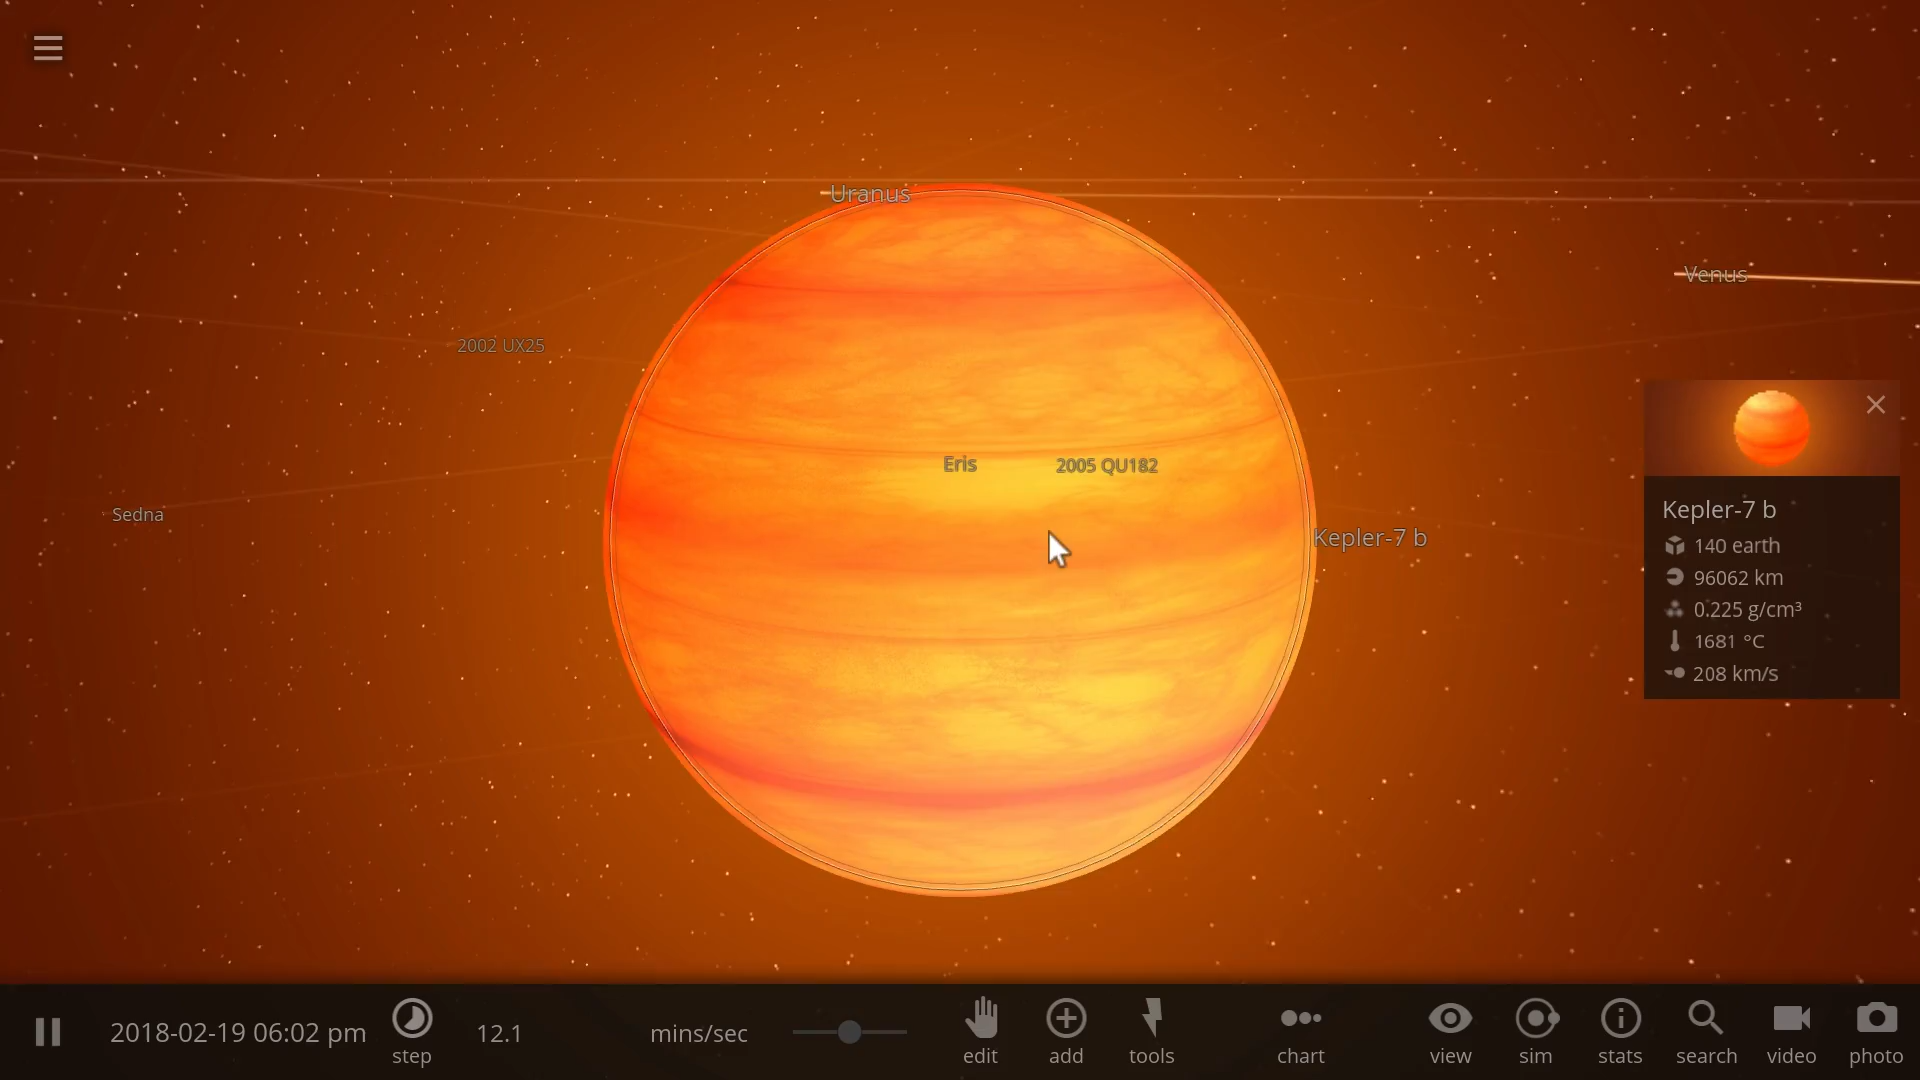 Uranus
Venus
2002 UX25
Eris
2005 QU182
Sedna
Kepler-7 b
Kepler-7 b
140 earth
96062 km
0.225 g/cm³
1681 °C
208 km/s
2018-02-19 06:02 pm
step
12.1
mins/sec
edit
add
tools
chart
view
sim
stats
search
video
photo